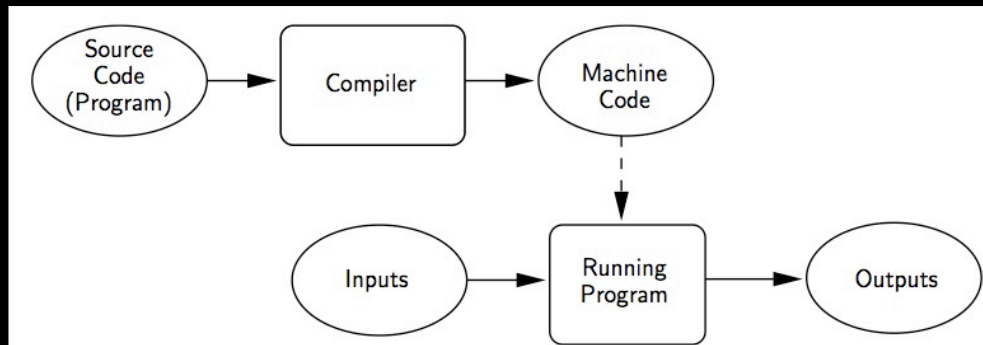 Source
Code
(Program)
Compiler
Machine
Code
Inputs
Running
Program
Outputs